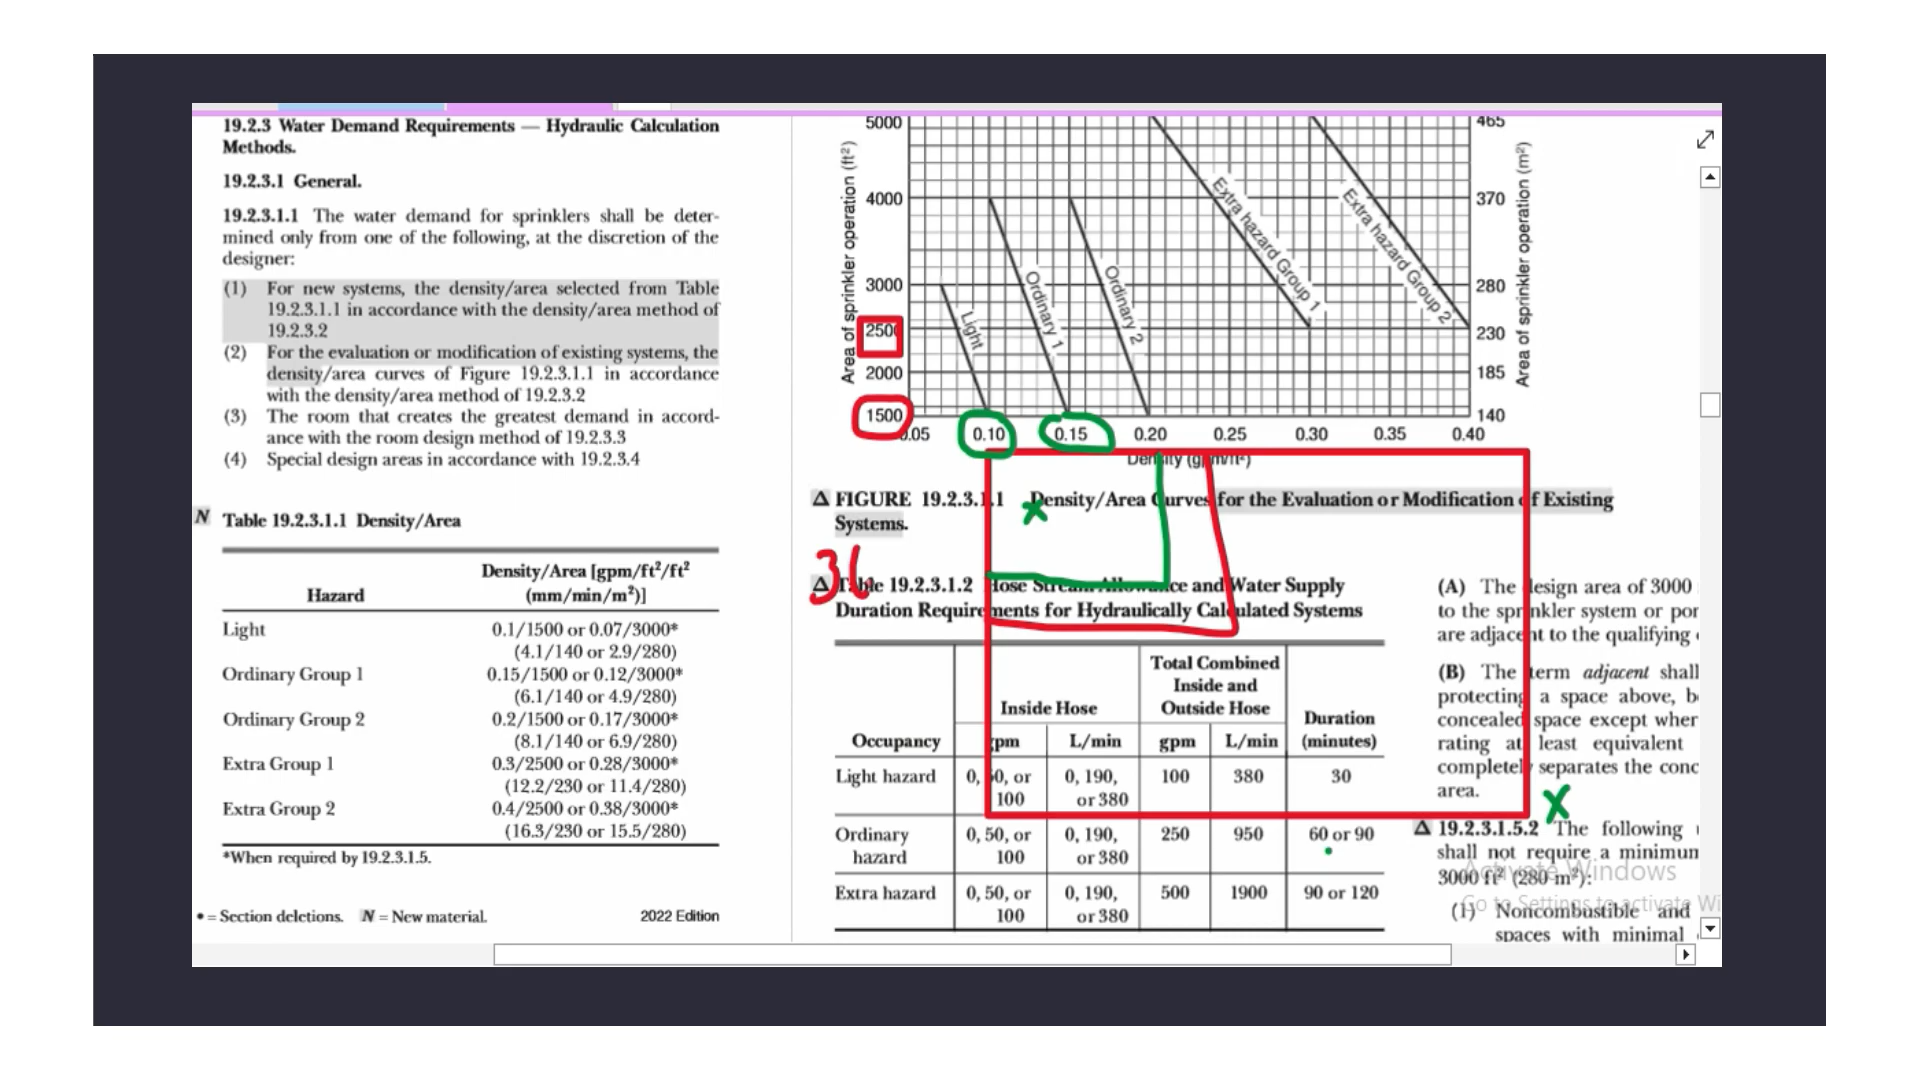 19.2.3 Water Demand Requirements — Hydraulic Calculation
Methods.
19.2.3.1 General.
19.2.3.1.1 The water demand for sprinklers shall be deter-
mined only from one of the following, at the discretion of the
designer:
(1) For new systems, the density/area selected from Table
19.2.3.1.1 in accordance with the density/area method of
19.2.3.2
(2) For the evaluation or modification of existing systems, the
density/area curves of Figure 19.2.3.1.1 in accordance
with the density/area method of 19.2.3.2
(3) The room that creates the greatest demand in accord-
ance with the room design method of 19.2.3.3
(4) Special design areas in accordance with 19.2.3.4
N Table 19.2.3.1.1 Density/Area
Hazard
Density/Area [gpm/ft²/ft²
(mm/min/m²)]
Light 0.1/1500 or 0.07/3000*
(4.1/140 or 2.9/280)
Ordinary Group 1 0.15/1500 or 0.12/3000*
(6.1/140 or 4.9/280)
Ordinary Group 2 0.2/1500 or 0.17/3000*
(8.1/140 or 6.9/280)
Extra Group 1 0.3/2500 or 0.28/3000*
(12.2/230 or 11.4/280)
Extra Group 2 0.4/2500 or 0.38/3000*
(16.3/230 or 15.5/280)
*When required by 19.2.3.1.5.
• = Section deletions. N = New material. 2022 Edition
Area of sprinkler operation (ft²)
5000
4000
3000
2500
2000
1500
Light
Ordinary 1
Ordinary 2
Extra hazard Group 1
Extra hazard Group 2
465
370
280
230
185
140
Area of sprinkler operation (m²)
0.05 0.10 0.15 0.20 0.25 0.30 0.35 0.40
Density (gpm/ft²)
Δ FIGURE 19.2.3.1.1 Density/Area Curves for the Evaluation or Modification of Existing
Systems.
Δ Table 19.2.3.1.2 Hose Stream Allowance and Water Supply
Duration Requirements for Hydraulically Calculated Systems
Occupancy
Inside Hose
Total Combined
Inside and
Outside Hose
Duration
(minutes)
gpm L/min gpm L/min
Light hazard 0, 50, or 0, 190, 100 380 30
100 or 380
Ordinary 0, 50, or 0, 190, 250 950 60 or 90
hazard 100 or 380
Extra hazard 0, 50, or 0, 190, 500 1900 90 or 120
100 or 380
(A) The design area of 3000
to the sprinkler system or por
are adjacent to the qualifying
(B) The term adjacent shall
protecting a space above, b
concealed space except wher
rating at least equivalent
completely separates the conc
area.
Δ 19.2.3.1.5.2 The following
shall not require a minimum
3000 ft² (280 m²):
(1) Noncombustible and
spaces with minimal
Activate Windows
Go to Settings to activate Wi